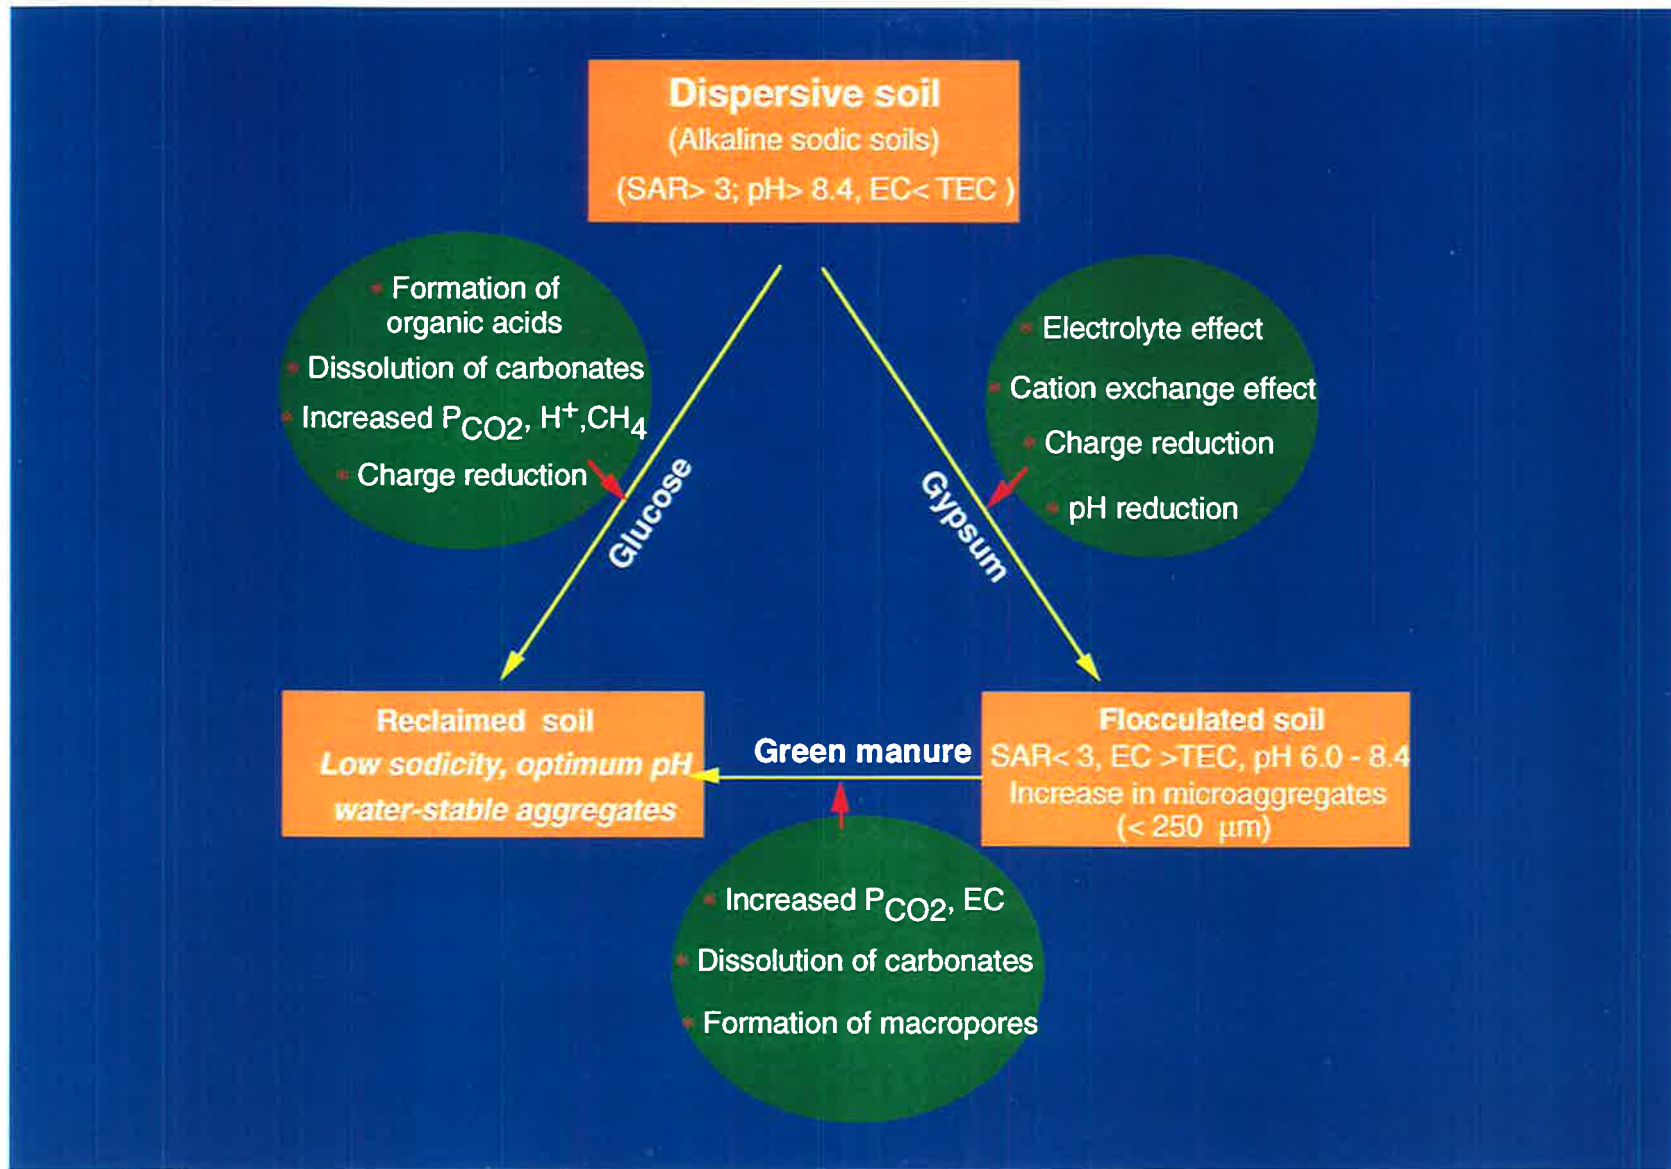 Dispersive soil
(Alkaline sodic soils)
(SAR> 3; pH> 8.4, EC< TEC )
* Formation of
organic acids
* Dissolution of carbonates
* Increased PCO2, H+,CH4
* Charge reduction
Glucose
* Electrolyte effect
* Cation exchange effect
* Charge reduction
* pH reduction
Gypsum
Reclaimed soil
Low sodicity, optimum pH
water-stable aggregates
Green manure
Flocculated soil
SAR< 3, EC >TEC, pH 6.0 - 8.4
Increase in microaggregates
(< 250 µm)
* Increased PCO2, EC
* Dissolution of carbonates
* Formation of macropores